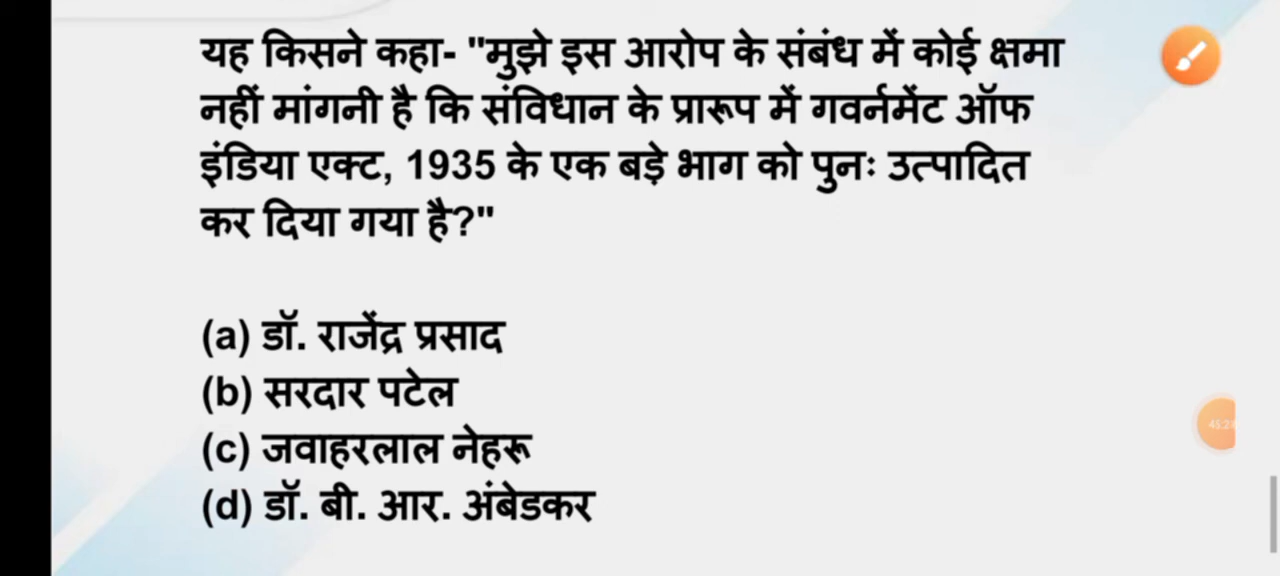 यह किसने कहा- "मुझे इस आरोप के संबंध में कोई क्षमा
नहीं मांगनी है कि संविधान के प्रारूप में गवर्नमेंट ऑफ
इंडिया एक्ट, 1935 के एक बड़े भाग को पुनः उत्पादित
कर दिया गया है?"
(a) डॉ. राजेंद्र प्रसाद
(b) सरदार पटेल
(c) जवाहरलाल नेहरू
(d) डॉ. बी. आर. अंबेडकर